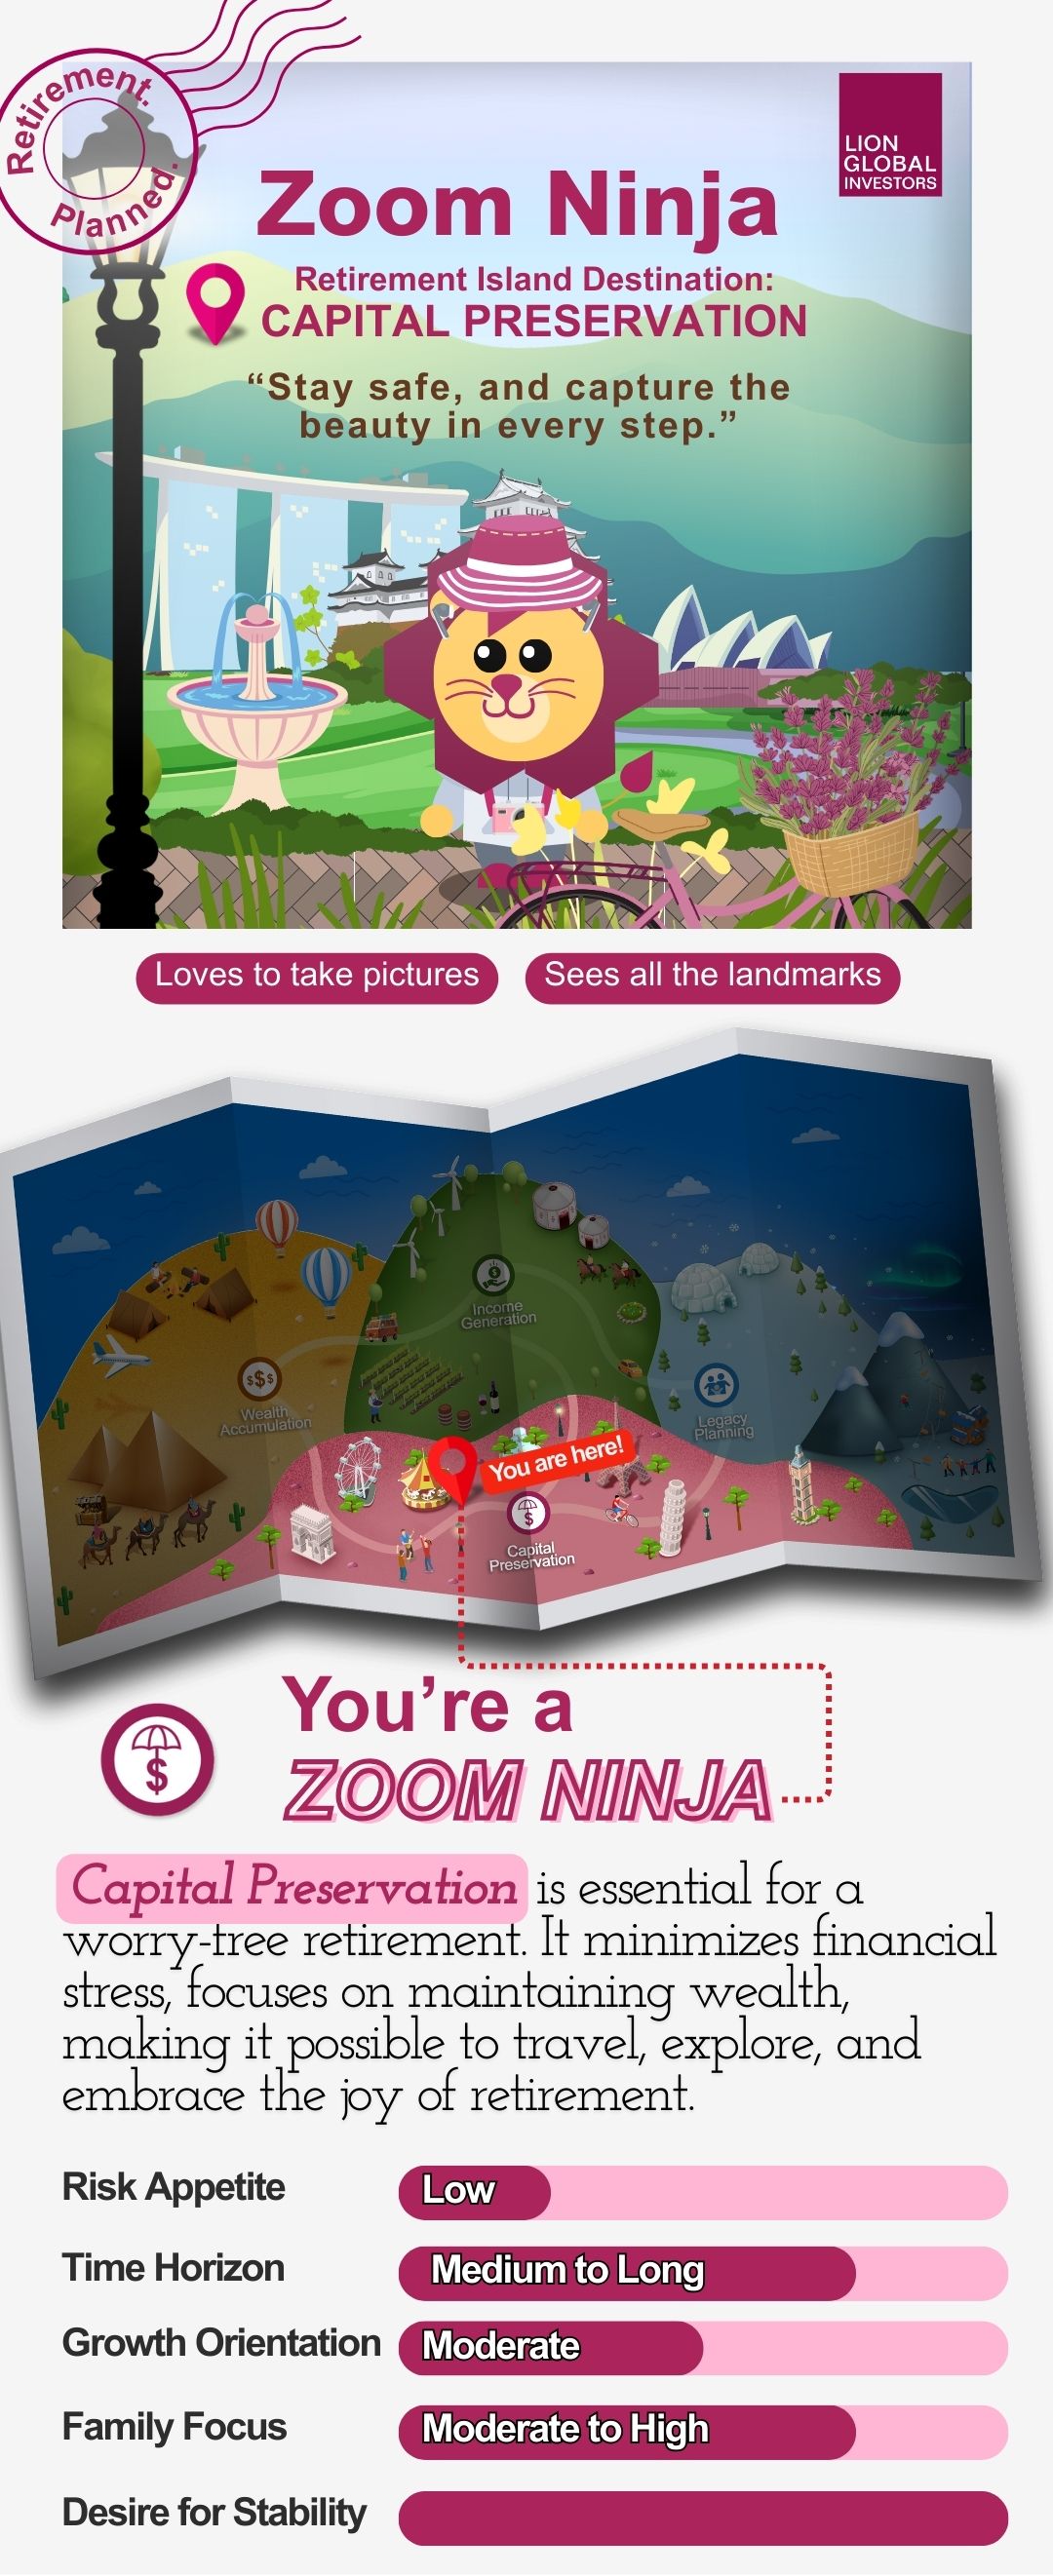 Retirement.
Planned.
LION
GLOBAL
INVESTORS
Zoom Ninja
Retirement Island Destination:
CAPITAL PRESERVATION
“Stay safe, and capture the
beauty in every step.”
Loves to take pictures
Sees all the landmarks
Income
Generation
Wealth
Accumulation
Legacy
Planning
You are here!
Capital
Preservation
You’re a
ZOOM NINJA
Capital Preservation is essential for a
worry-free retirement. It minimizes financial
stress, focuses on maintaining wealth,
making it possible to travel, explore, and
embrace the joy of retirement.
Risk Appetite
Low
Time Horizon
Medium to Long
Growth Orientation
Moderate
Family Focus
Moderate to High
Desire for Stability